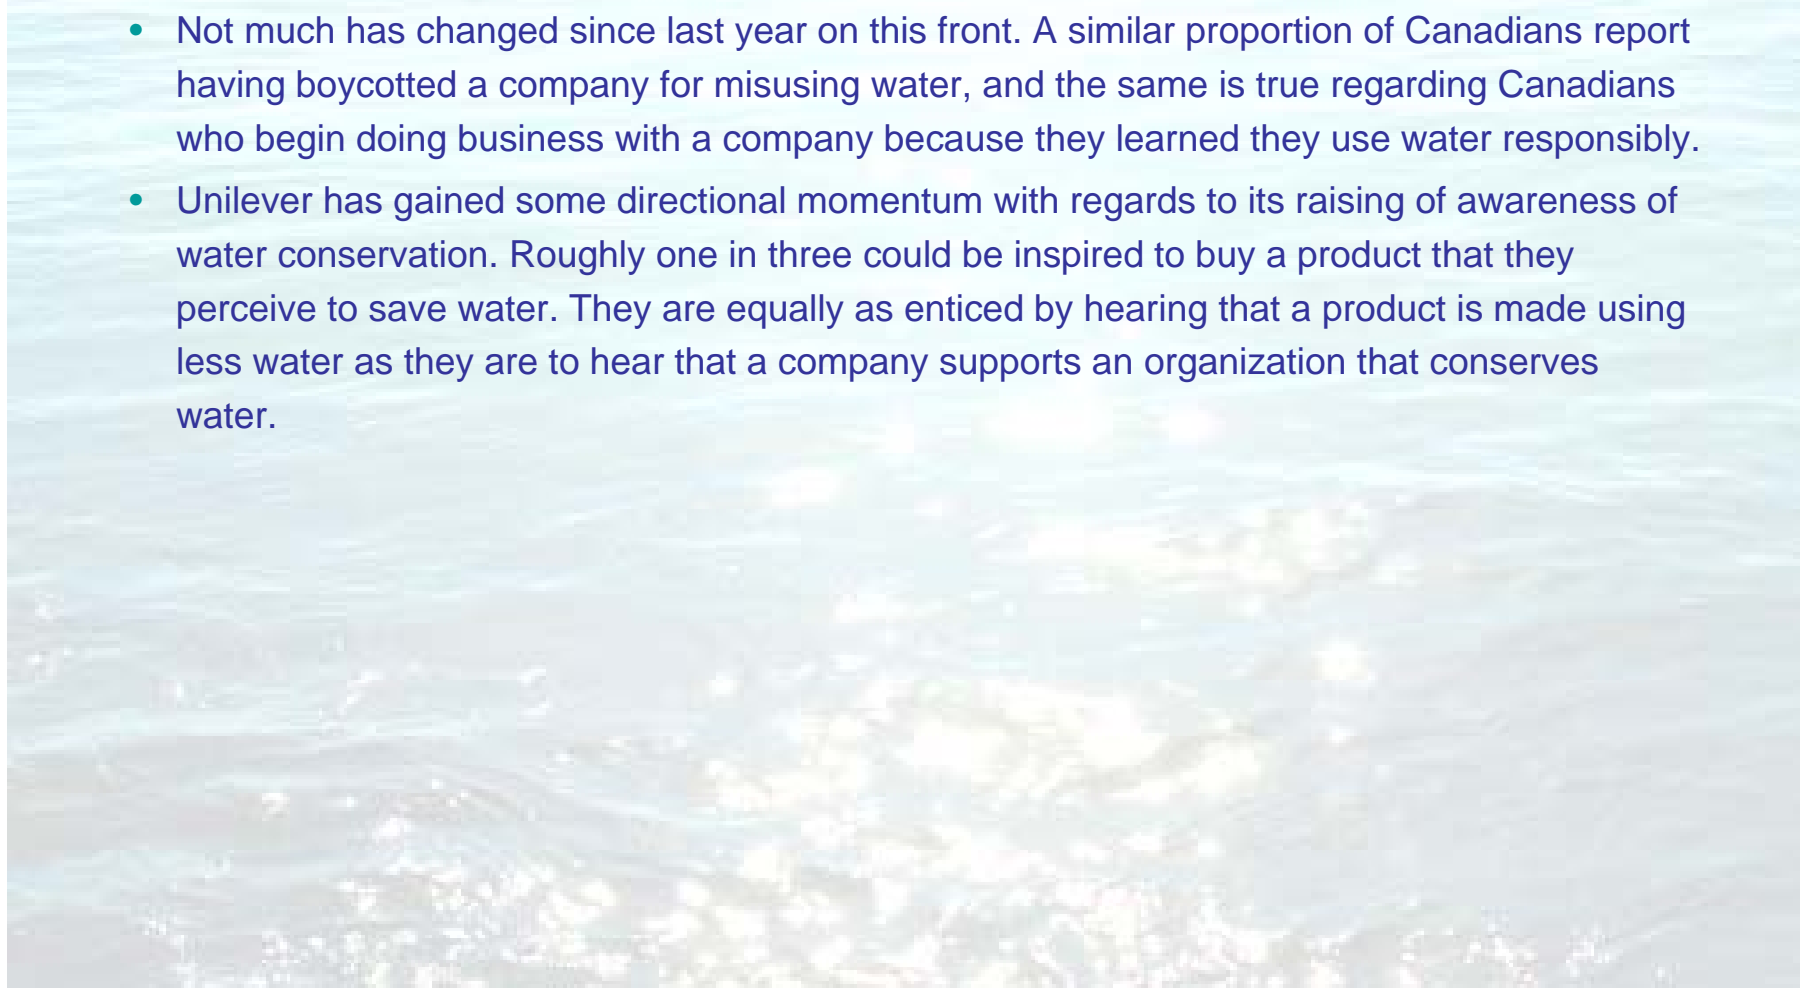 • Not much has changed since last year on this front. A similar proportion of Canadians report
having boycotted a company for misusing water, and the same is true regarding Canadians
who begin doing business with a company because they learned they use water responsibly.
• Unilever has gained some directional momentum with regards to its raising of awareness of
water conservation. Roughly one in three could be inspired to buy a product that they
perceive to save water. They are equally as enticed by hearing that a product is made using
less water as they are to hear that a company supports an organization that conserves
water.